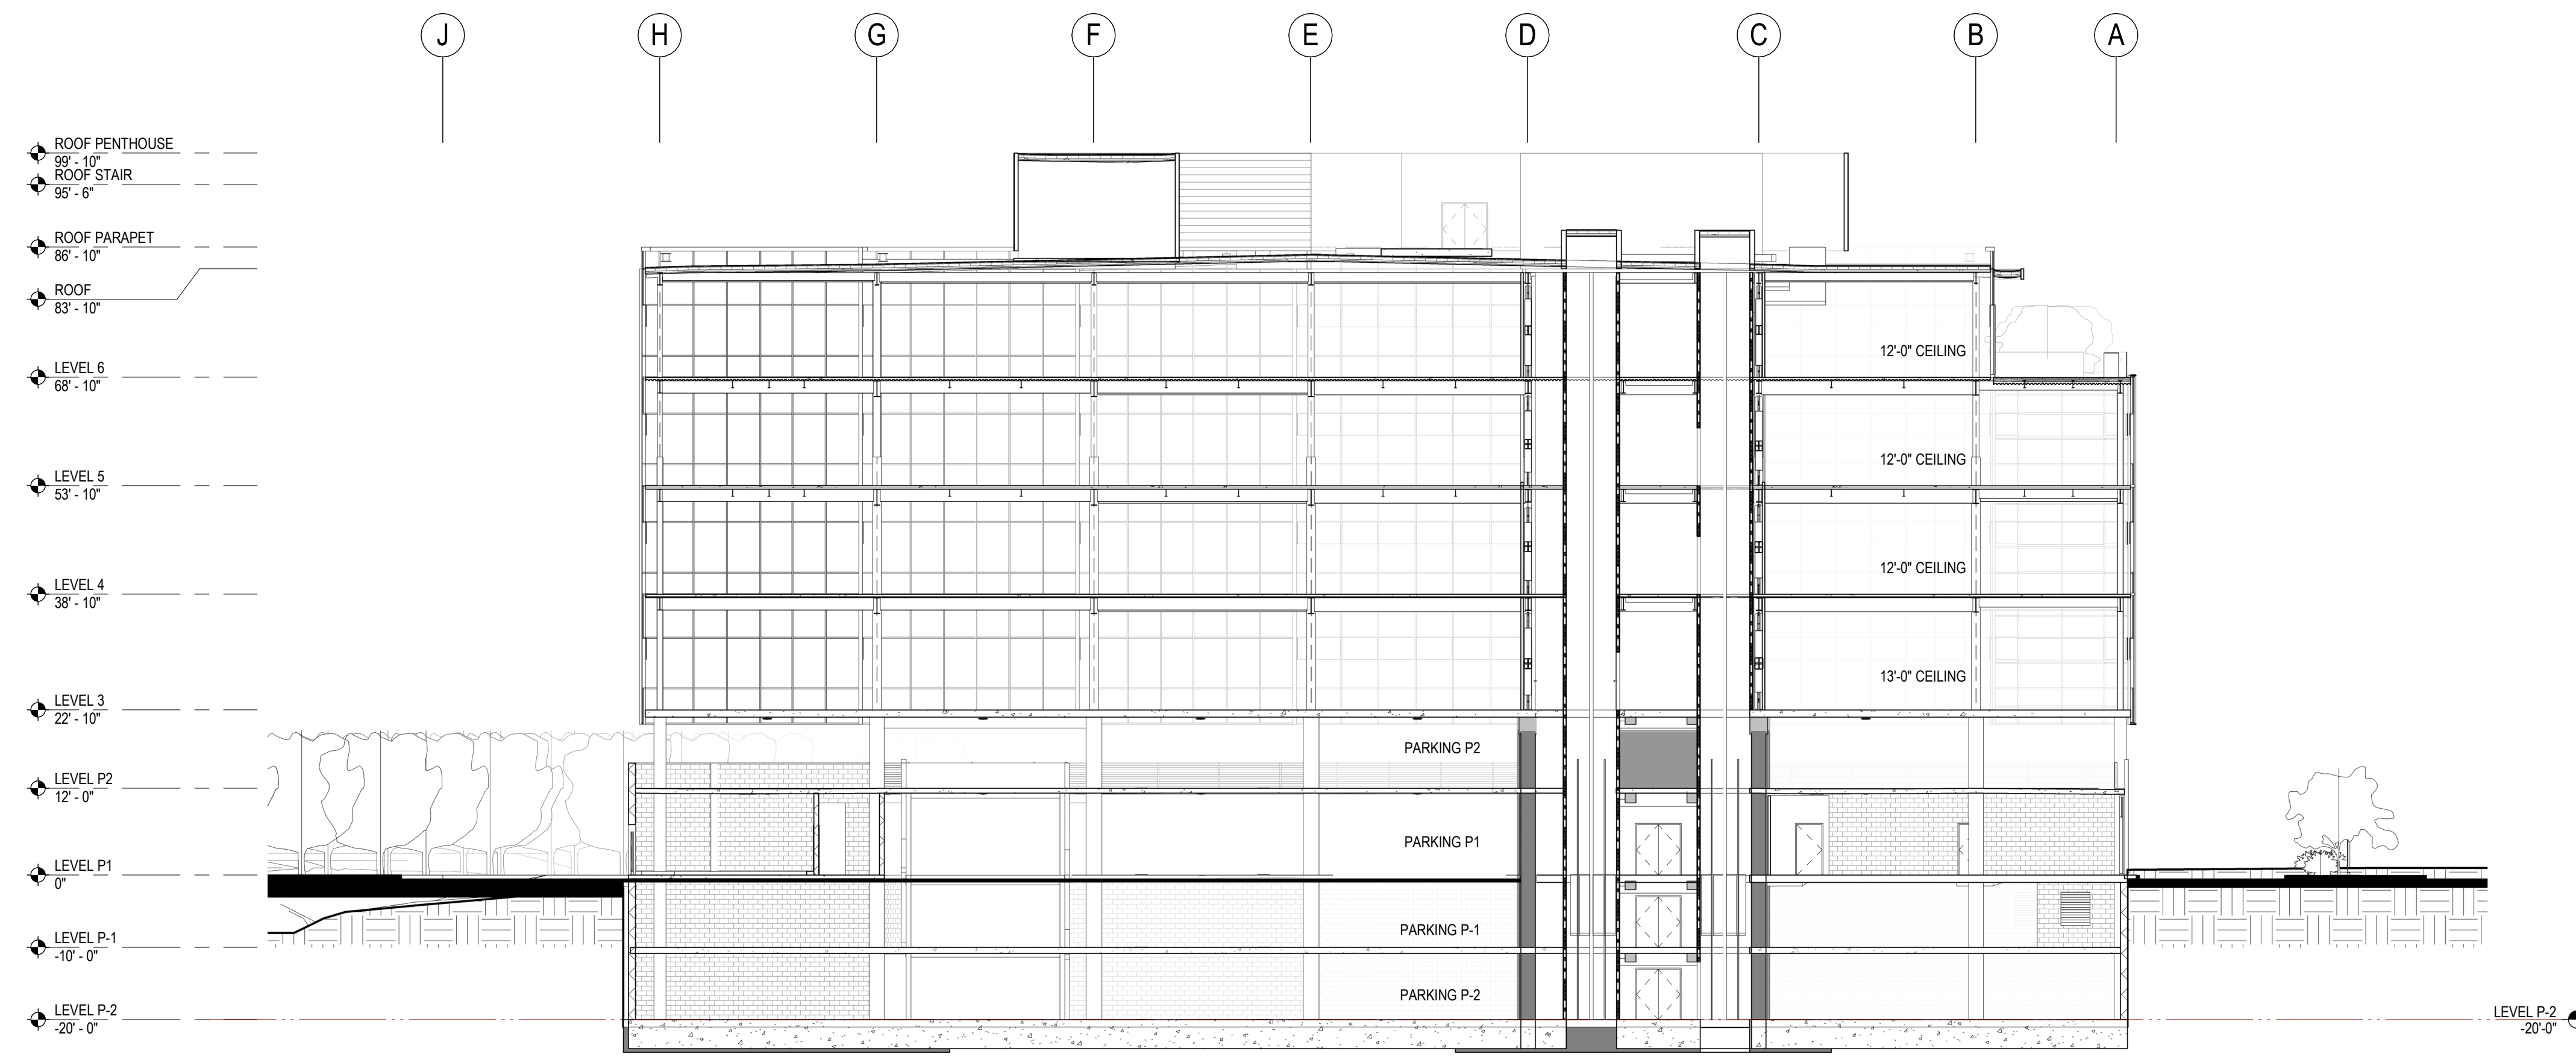 J H G F E D C B A
ROOF PENTHOUSE
99' - 10"
ROOF STAIR
95' - 6"
ROOF PARAPET
86' - 10"
ROOF
83' - 10"
12'-0" CEILING
LEVEL 6
68' - 10"
12'-0" CEILING
LEVEL 5
53' - 10"
12'-0" CEILING
LEVEL 4
38' - 10"
13'-0" CEILING
LEVEL 3
22' - 10"
PARKING P2
LEVEL P2
12' - 0"
PARKING P1
LEVEL P1
0"
PARKING P-1
LEVEL P-1
-10' - 0"
PARKING P-2
LEVEL P-2
-20' - 0"
LEVEL P-2
-20'-0"